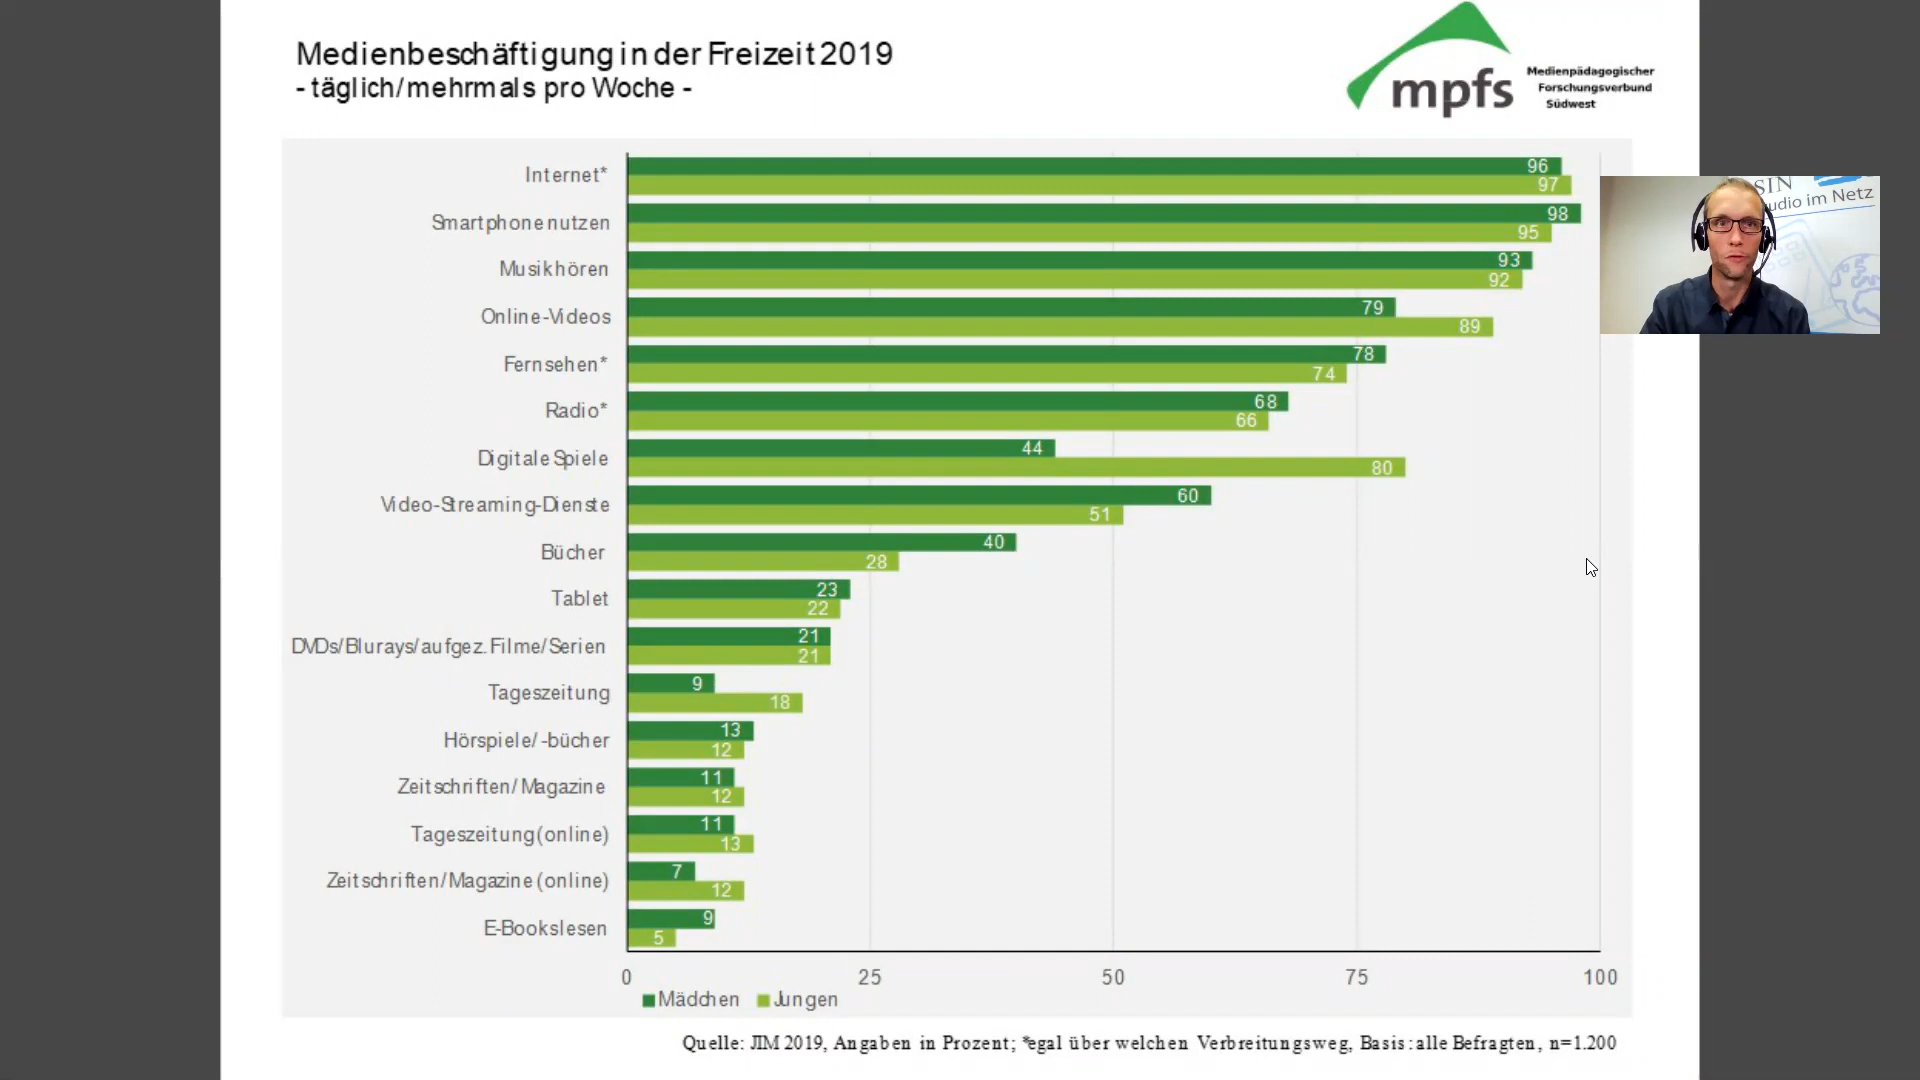 Medienbeschäftigung in der Freizeit 2019
- täglich/mehrmals pro Woche -
mpfs
Medienpädagogischer
Forschungsverbund
Südwest
Internet*
96
97
Smartphone nutzen
98
95
Musik hören
93
92
Online-Videos
79
89
Fernsehen*
78
74
Radio*
68
66
Digitale Spiele
44
80
Video-Streaming-Dienste
60
51
Bücher
40
28
Tablet
23
22
DVDs/Blurays/aufgez. Filme/Serien
21
21
Tageszeitung
9
18
Hörspiele/ -bücher
13
12
Zeitschriften/ Magazine
11
12
Tageszeitung (online)
11
13
Zeitschriften/Magazine (online)
7
12
E-Books lesen
9
5
0 25 50 75 100
Mädchen Jungen
Quelle: JIM 2019, Angaben in Prozent; *egal über welchen Verbreitungsweg, Basis: alle Befragten, n=1.200
SIN
udio im Netz